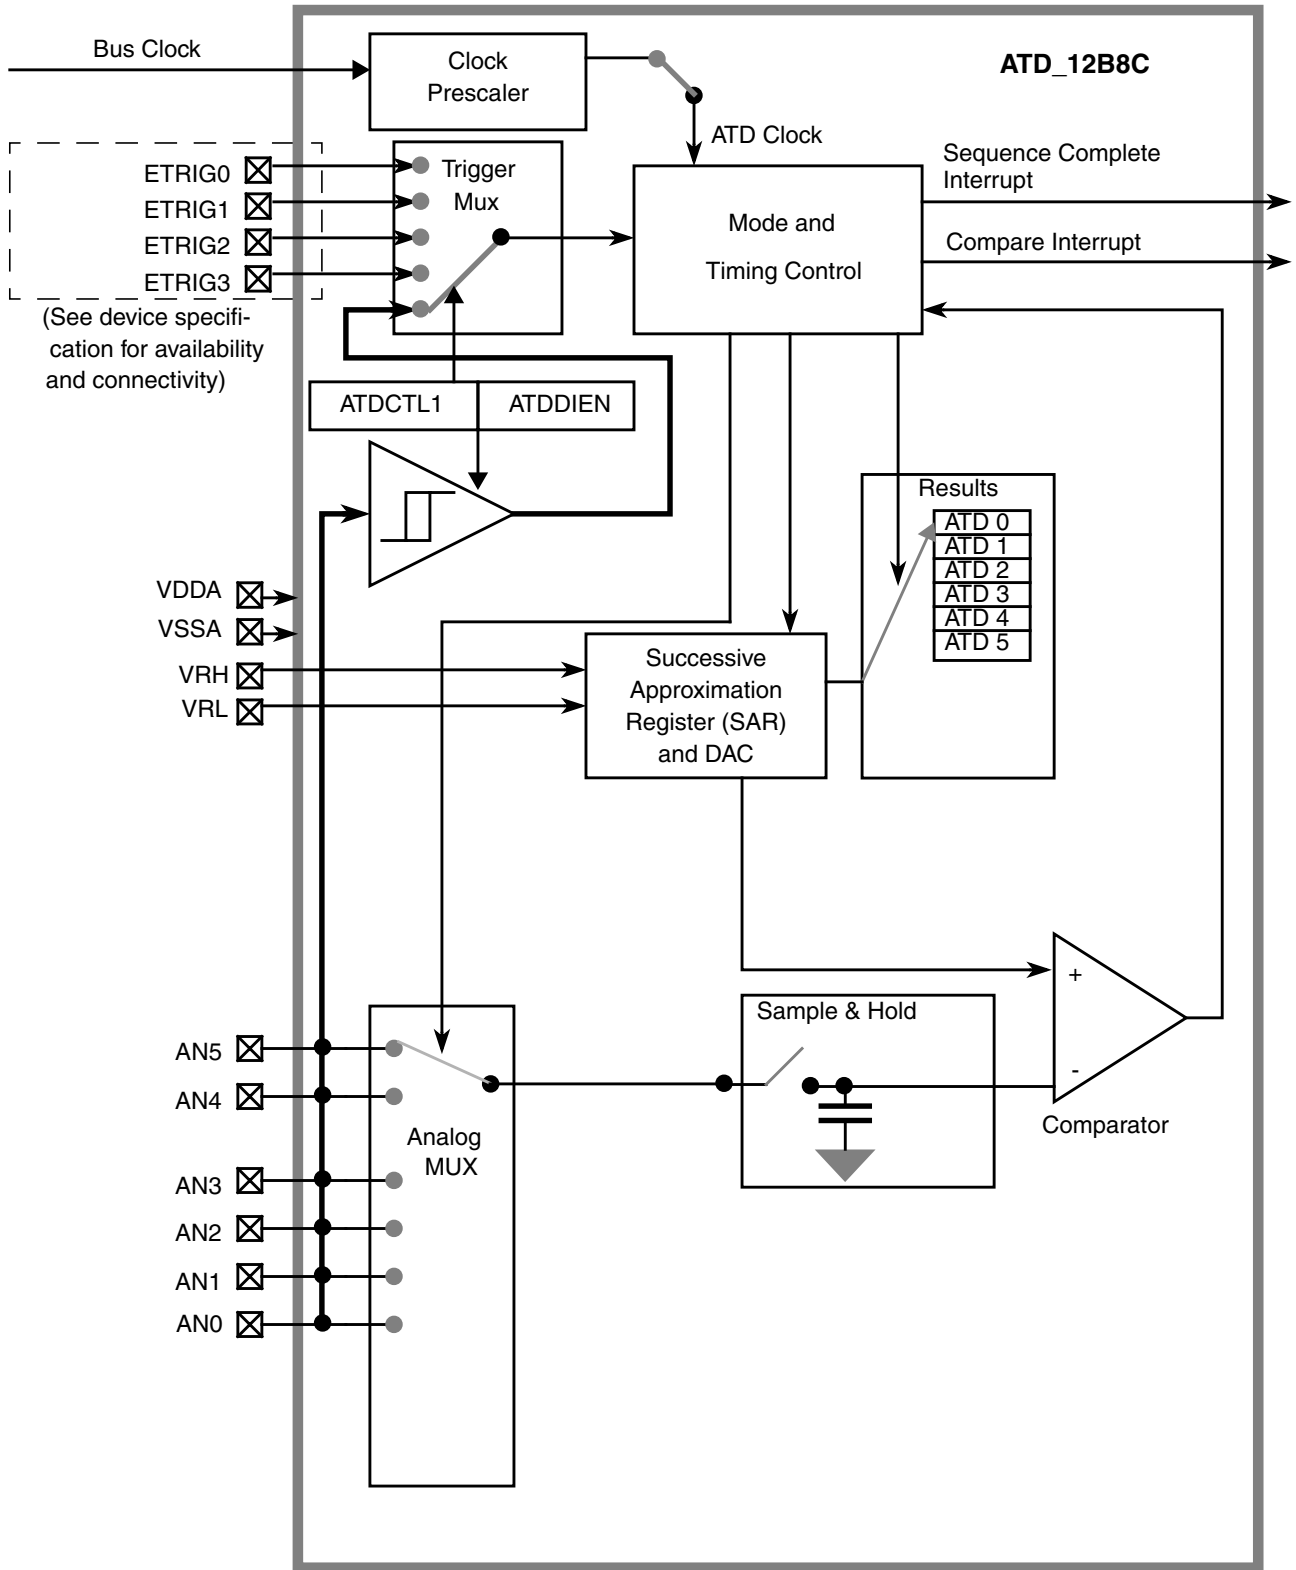 Bus Clock
Clock
Prescaler
ATD_12B8C
ATD Clock
ETRIG0
ETRIG1
ETRIG2
ETRIG3
(See device specifi-
cation for availability
and connectivity)
Trigger
Mux
Mode and
Timing Control
Sequence Complete
Interrupt
Compare Interrupt
ATDCTL1
ATDDIEN
Results
ATD 0
ATD 1
ATD 2
ATD 3
ATD 4
ATD 5
VDDA
VSSA
VRH
VRL
Successive
Approximation
Register (SAR)
and DAC
+
-
Comparator
Sample & Hold
AN5
AN4
AN3
AN2
AN1
AN0
Analog
MUX